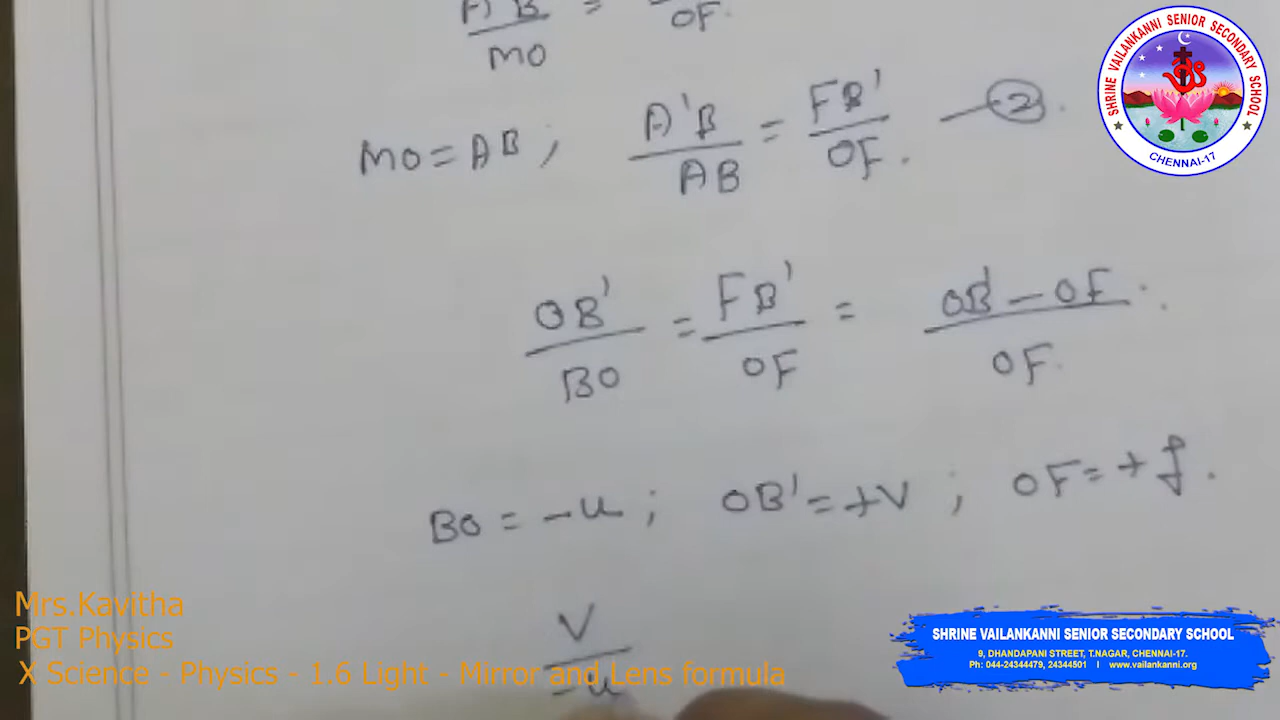 A'B' =
MO OF.
MO = AB ; A'B / AB = FB' / OF . — 2 .
OB' / BO = FB' / OF = OB' – OF / OF .
BO = -u ; OB' = +V ; OF = + f .
V
-u
Mrs.Kavitha
PGT Physics
X Science - Physics - 1.6 Light - Mirror and Lens formula
SHRINE VAILANKANNI SENIOR SECONDARY SCHOOL
CHENNAI-17
SHRINE VAILANKANNI SENIOR SECONDARY SCHOOL
9, DHANDAPANI STREET, T.NAGAR, CHENNAI-17.
Ph: 044-24344479, 24344501 I www.vailankanni.org